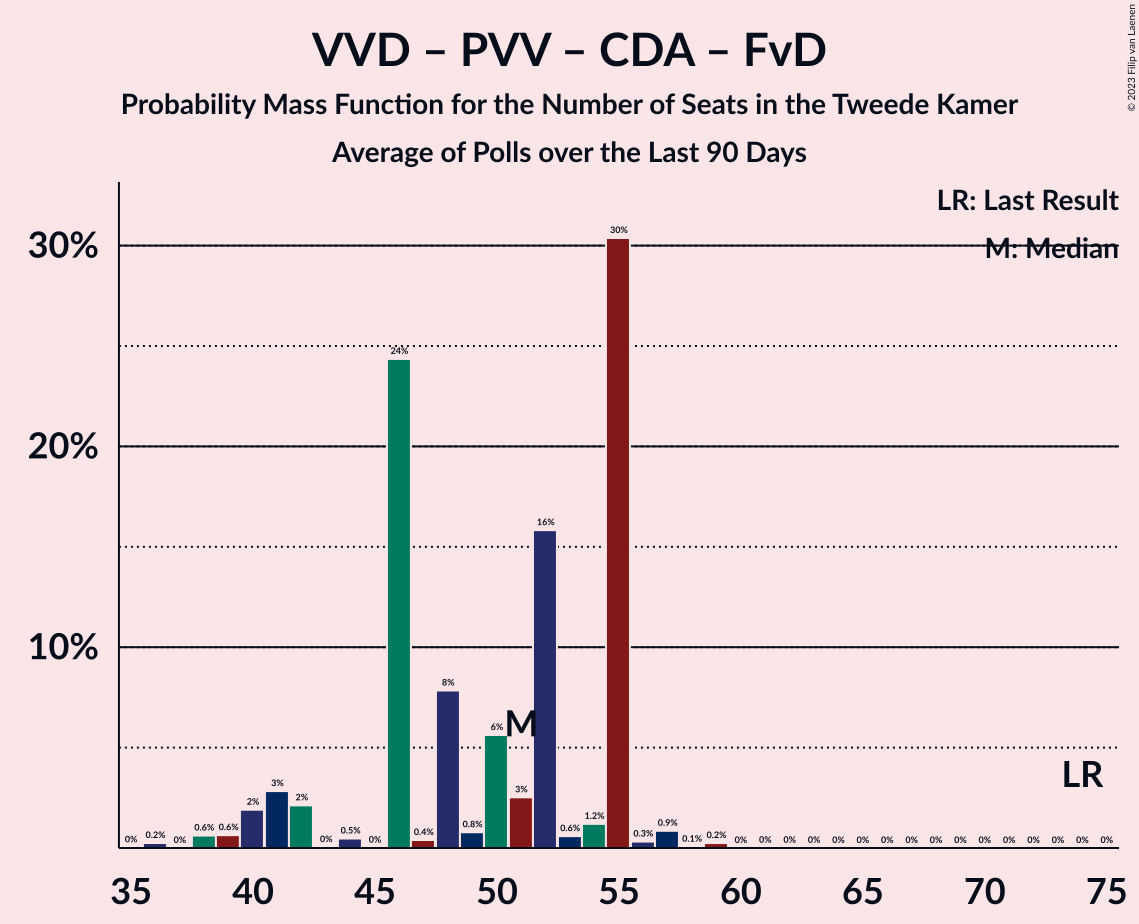 VVD – PVV – CDA – FvD
Probability Mass Function for the Number of Seats in the Tweede Kamer
Average of Polls over the Last 90 Days
© 2023 Filip van Laenen
LR: Last Result
M: Median
30%
20%
10%
0% 0.2% 0% 0.6% 0.6% 2% 3% 2% 0% 0.5% 0% 24% 0.4% 8% 0.8% 6% 3% 16% 0.6% 1.2% 30% 0.3% 0.9% 0.1% 0.2% 0% 0% 0% 0% 0% 0% 0% 0% 0% 0% 0% 0% 0% 0% 0% 0%
M
LR
35 40 45 50 55 60 65 70 75